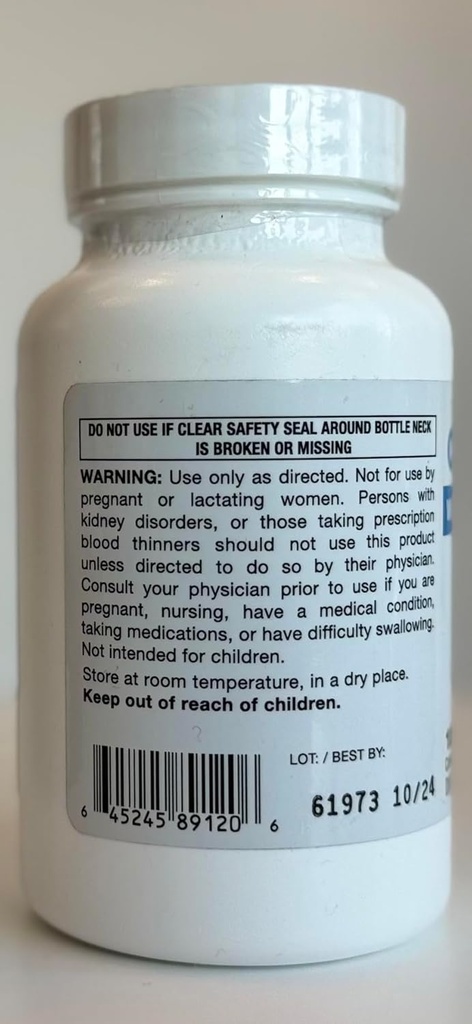 DO NOT USE IF CLEAR SAFETY SEAL AROUND BOTTLE NECK
IS BROKEN OR MISSING
WARNING: Use only as directed. Not for use by
pregnant or lactating women. Persons with
kidney disorders, or those taking prescription
blood thinners should not use this product
unless directed to do so by their physician.
Consult your physician prior to use if you are
pregnant, nursing, have a medical condition,
taking medications, or have difficulty swallowing.
Not intended for children.
Store at room temperature, in a dry place.
Keep out of reach of children.
LOT: / BEST BY:
61973 10/24
6 45245 89120 6